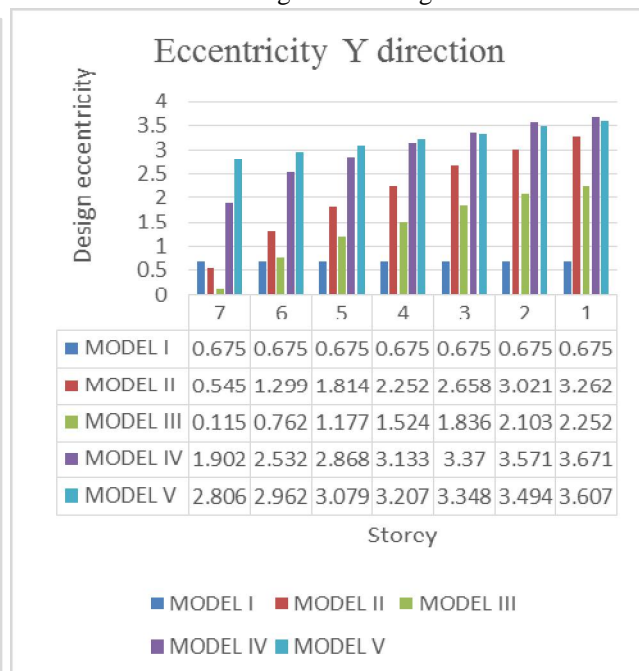 Eccentricity Y direction
Design eccentricity
4
3.5
3
2.5
2
1.5
1
0.5
0
7 6 5 4 3 2 1
MODEL I 0.675 0.675 0.675 0.675 0.675 0.675 0.675
MODEL II 0.545 1.299 1.814 2.252 2.658 3.021 3.262
MODEL III 0.115 0.762 1.177 1.524 1.836 2.103 2.252
MODEL IV 1.902 2.532 2.868 3.133 3.37 3.571 3.671
MODEL V 2.806 2.962 3.079 3.207 3.348 3.494 3.607
Storey
MODEL I MODEL II MODEL III
MODEL IV MODEL V